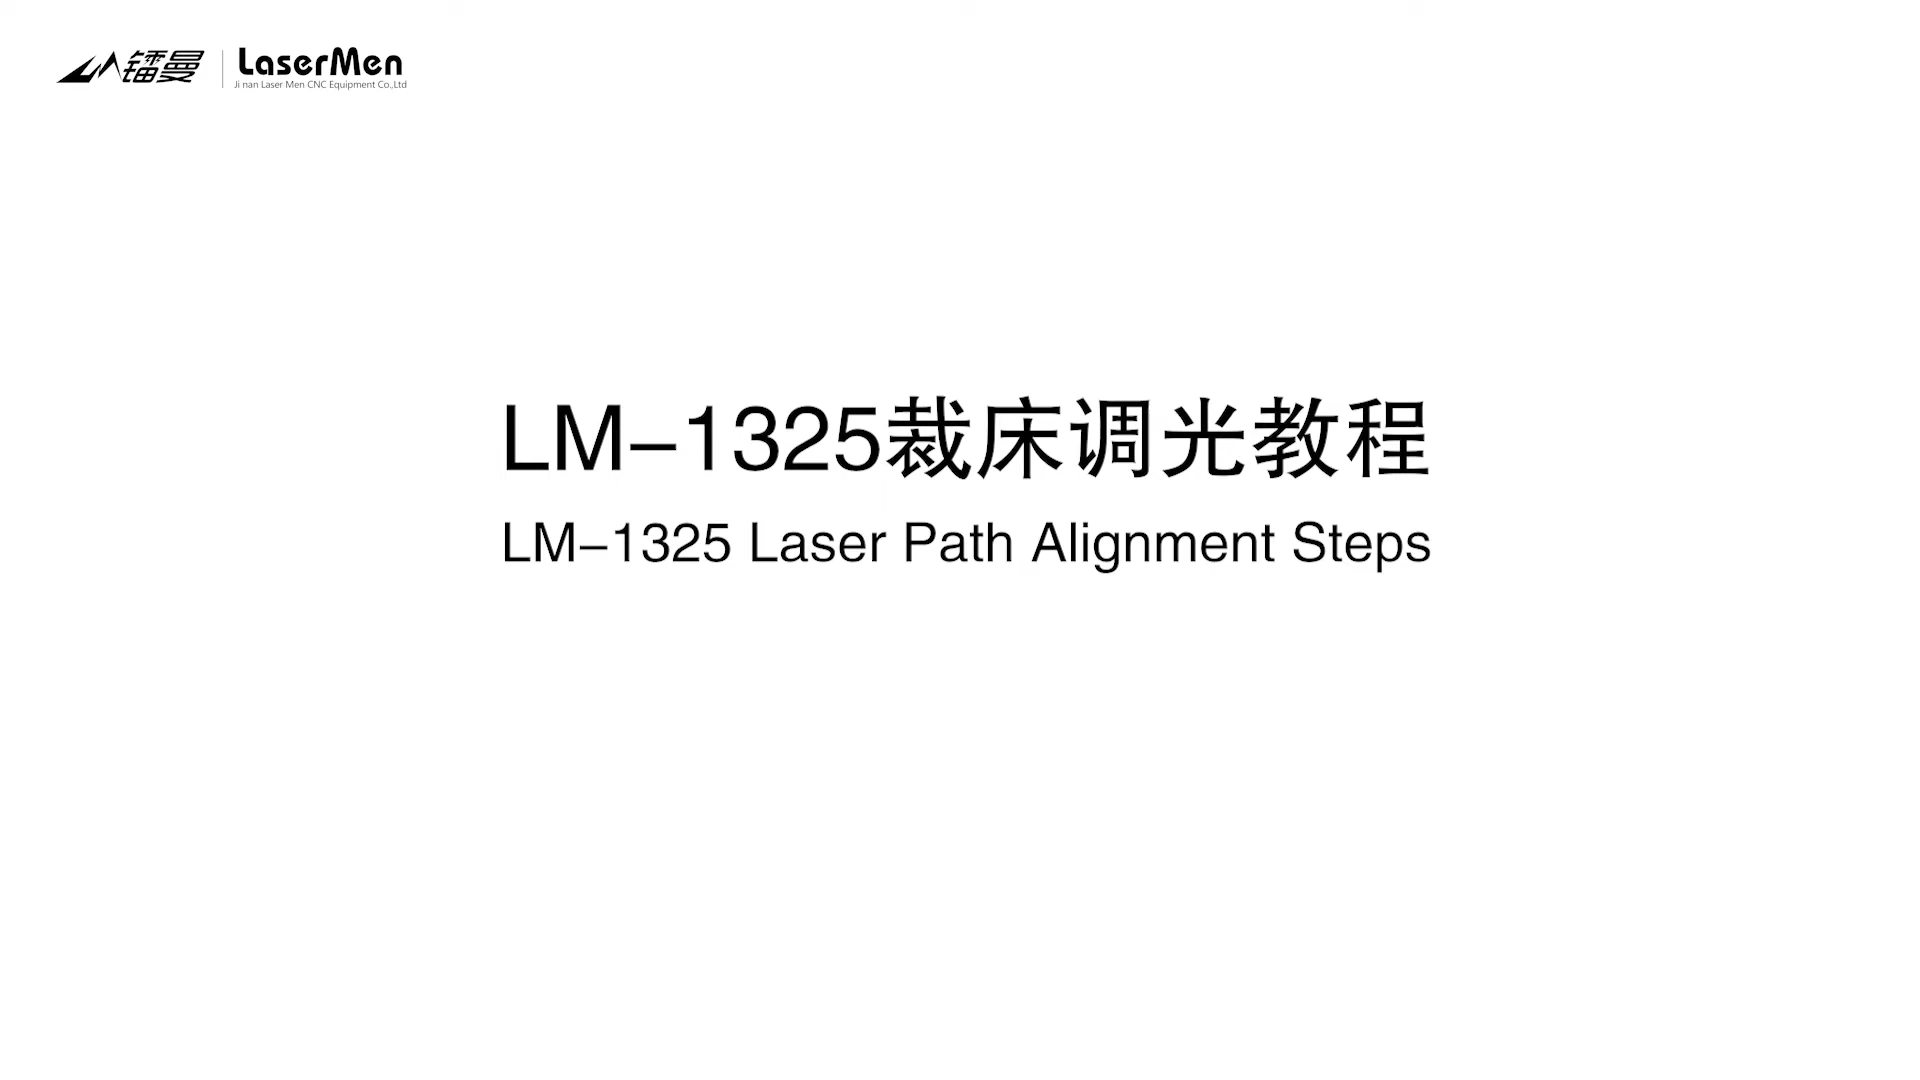 镭曼
LaserMen
Ji nan Laser Men CNC Equipment Co.,Ltd
LM-1325裁床调光教程
LM-1325 Laser Path Alignment Steps